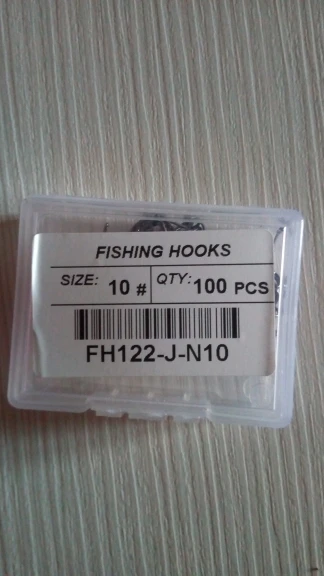 FISHING HOOKS
SIZE: 10 # QTY: 100 PCS
FH122-J-N10